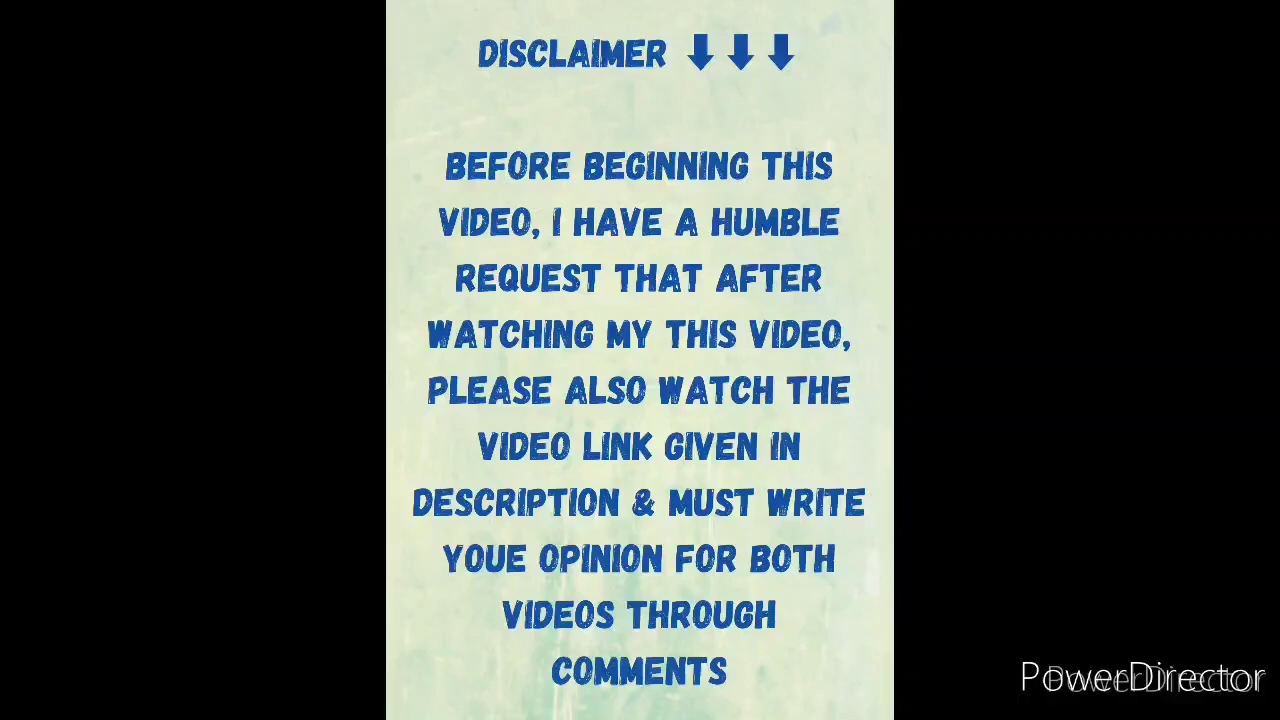 DISCLAIMER ⬇⬇⬇
BEFORE BEGINNING THIS
VIDEO, I HAVE A HUMBLE
REQUEST THAT AFTER
WATCHING MY THIS VIDEO,
PLEASE ALSO WATCH THE
VIDEO LINK GIVEN IN
DESCRIPTION & MUST WRITE
YOUE OPINION FOR BOTH
VIDEOS THROUGH
COMMENTS
PowerDirector